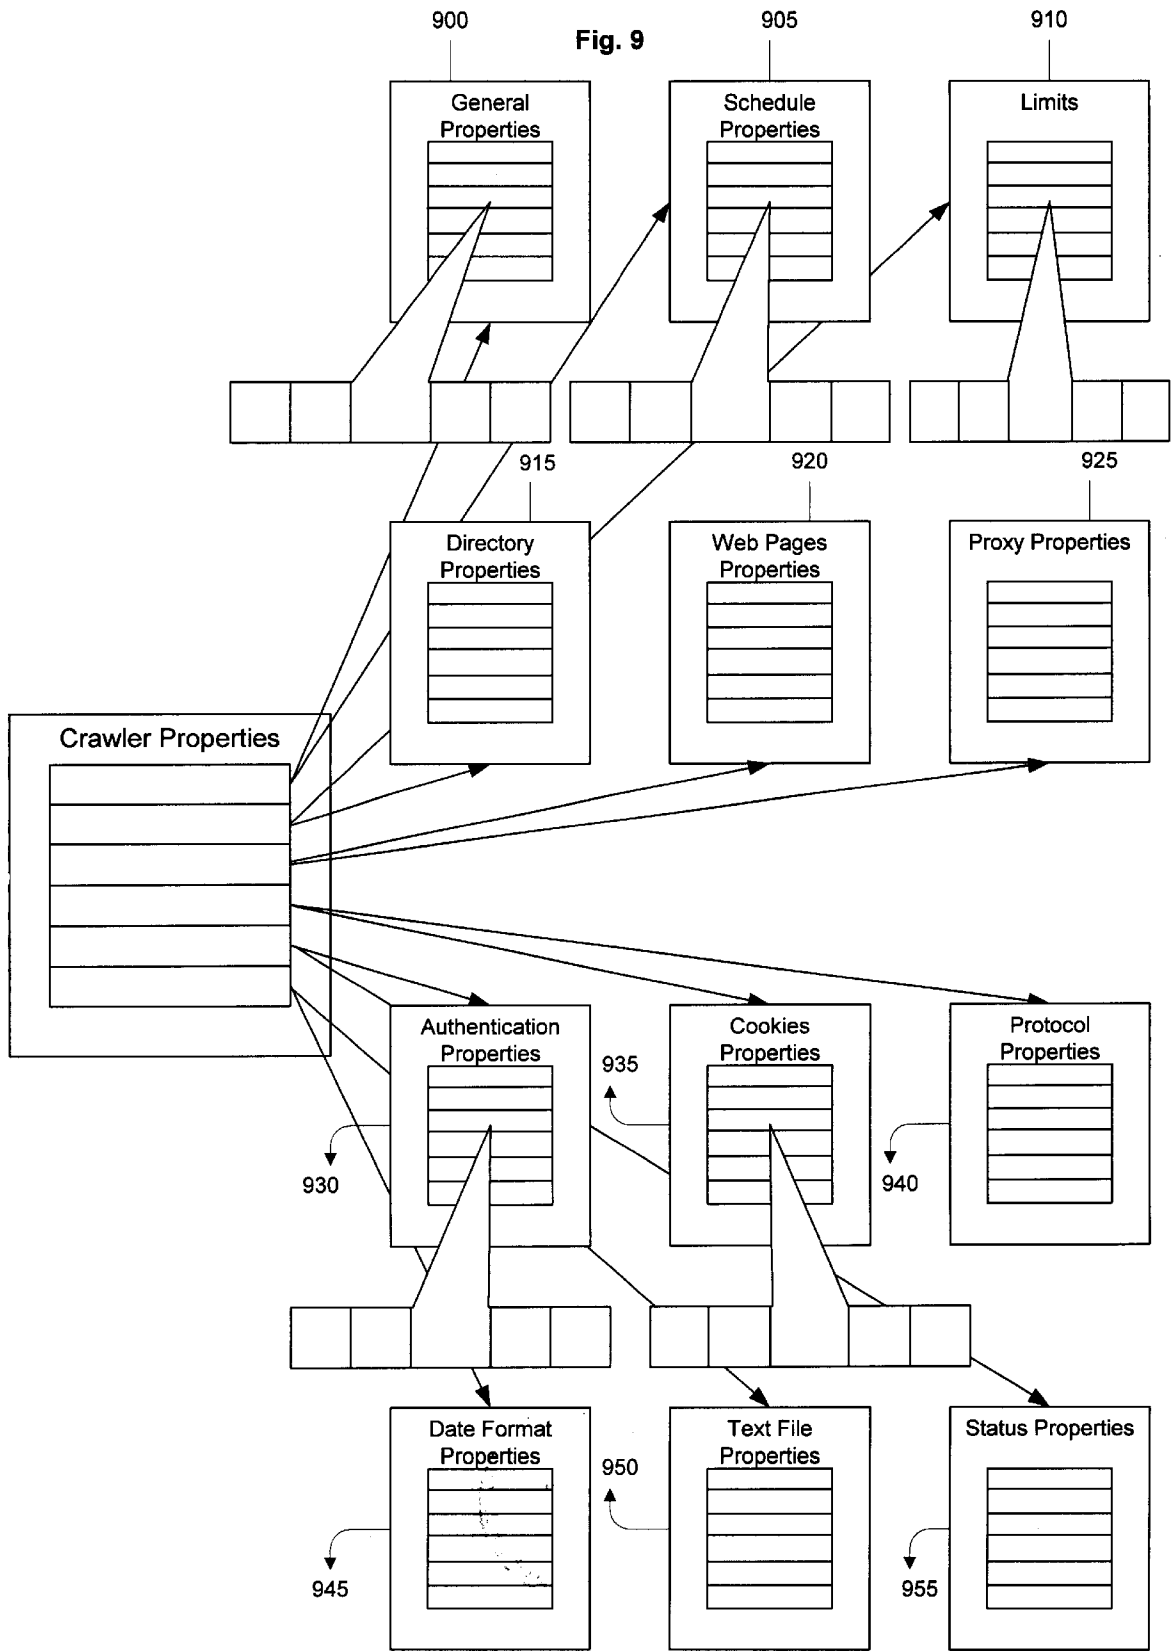 900
905
910
Fig. 9
General
Properties
Schedule
Properties
Limits
915
920
925
Directory
Properties
Web Pages
Properties
Proxy Properties
Crawler Properties
Authentication
Properties
Cookies
Properties
Protocol
Properties
935
930
940
Date Format
Properties
Text File
Properties
Status Properties
950
945
955